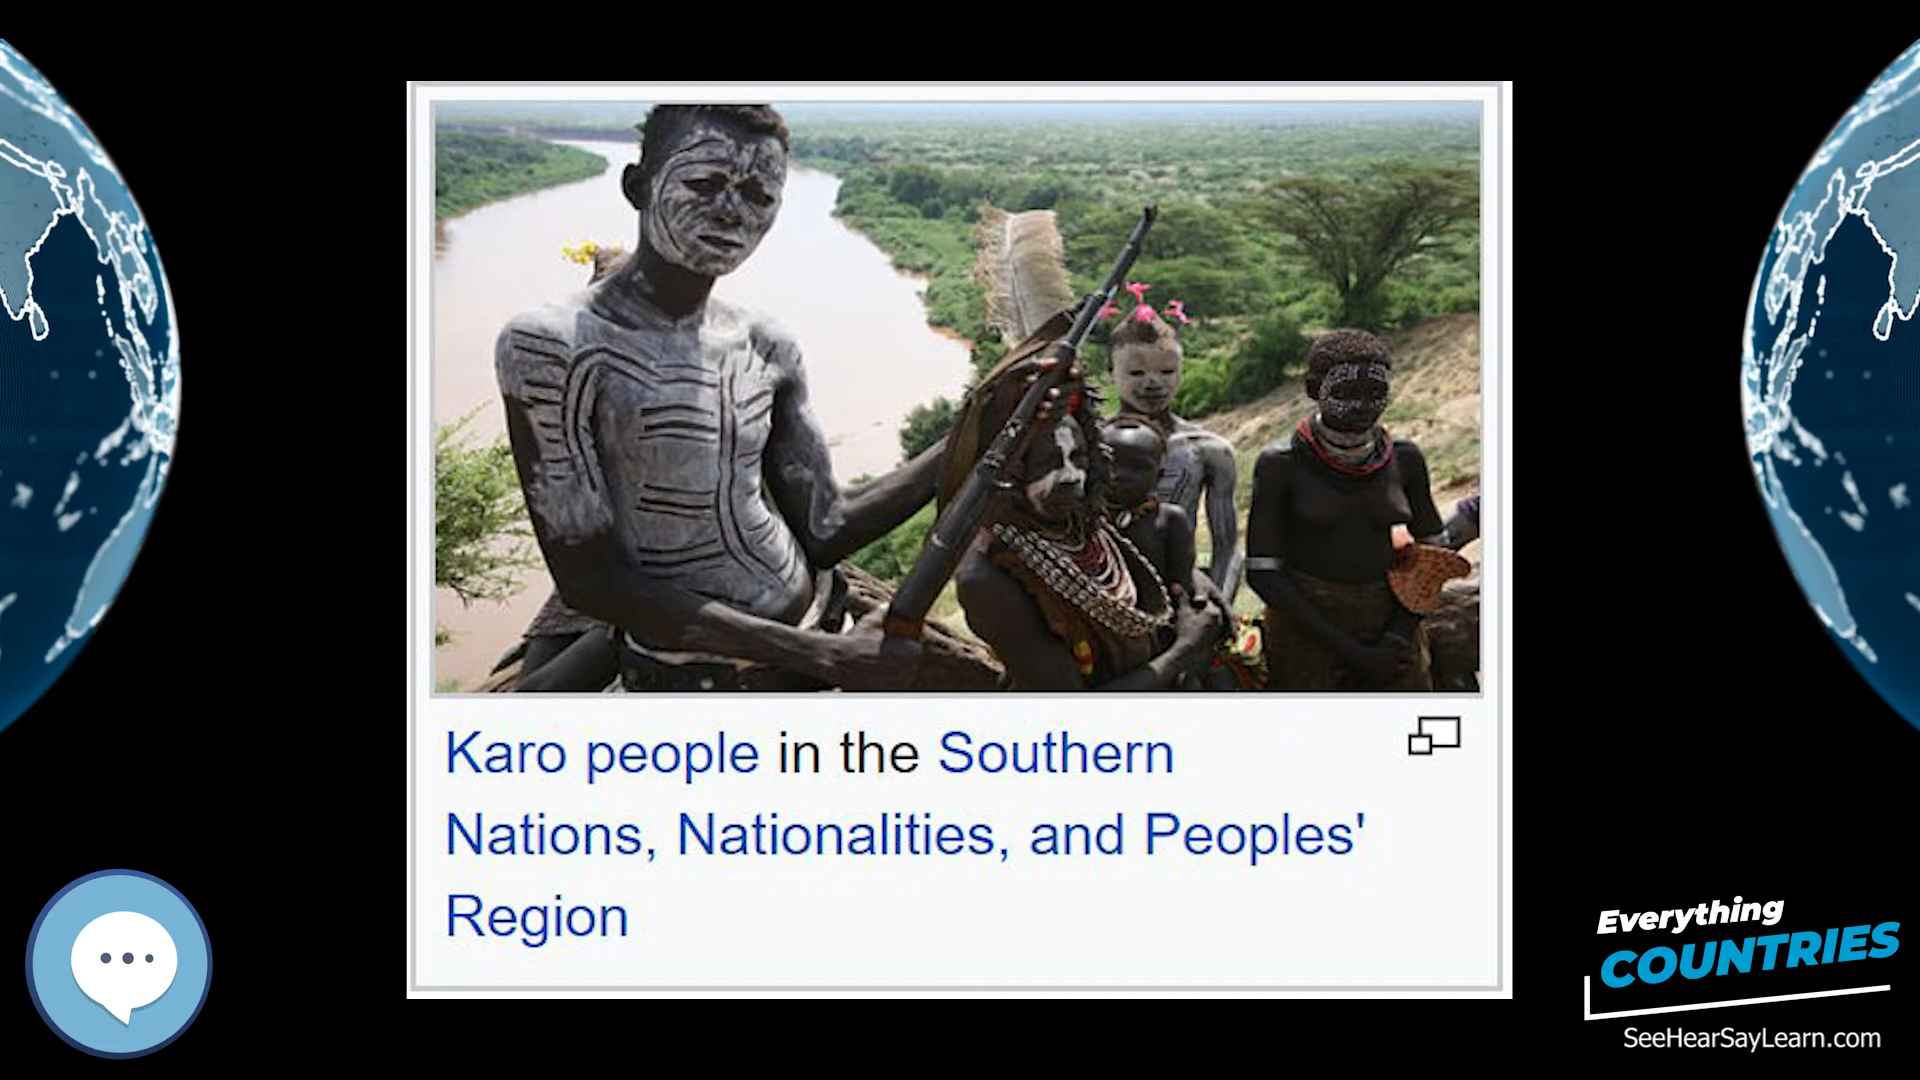 Karo people in the Southern
Nations, Nationalities, and Peoples'
Region
Everything
COUNTRIES
SeeHearSayLearn.com